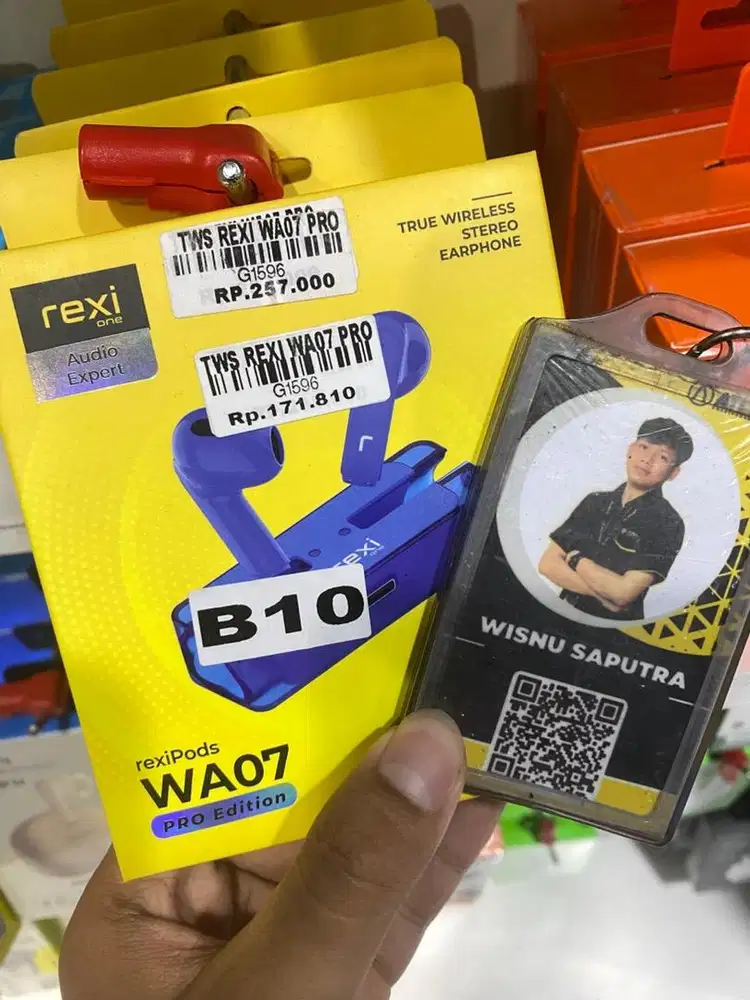 TWS REXI WA07 PRO
G1596
RP.257.000
TRUE WIRELESS
STEREO
EARPHONE
rexi
one
Audio
Expert
TWS REXI WA07 PRO
G1596
Rp.171.810
L
rexi
B10
rexiPods
WA07
PRO Edition
WISNU SAPUTRA